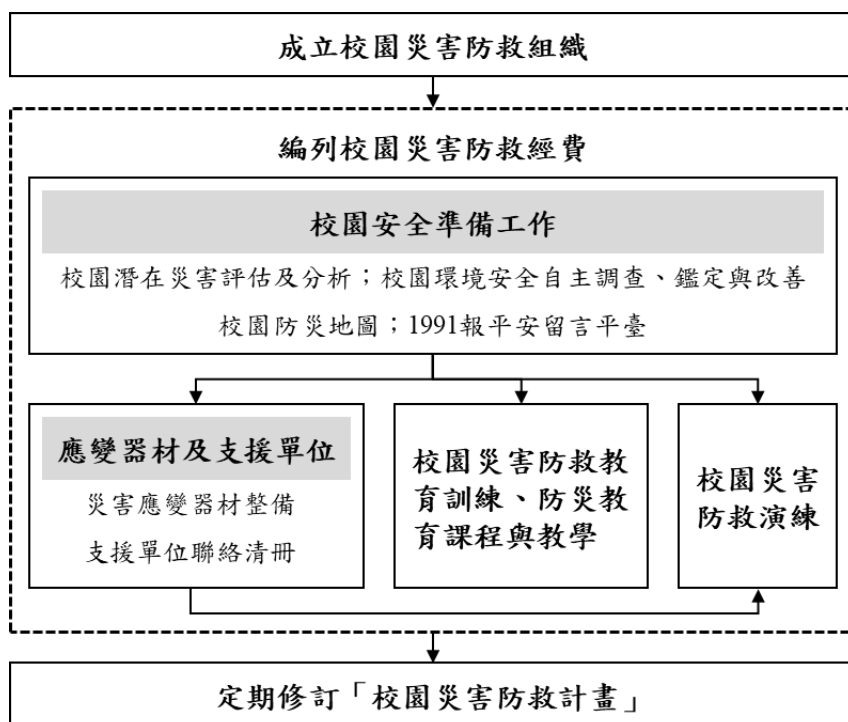 成立校園災害防救組織
編列校園災害防救經費
校園安全準備工作
校園潛在災害評估及分析；校園環境安全自主調查、鑑定與改善
校園防災地圖；1991報平安留言平臺
應變器材及支援單位
災害應變器材整備
支援單位聯絡清冊
校園災害防救教
育訓練、防災教
育課程與教學
校園災害
防救演練
定期修訂「校園災害防救計畫」